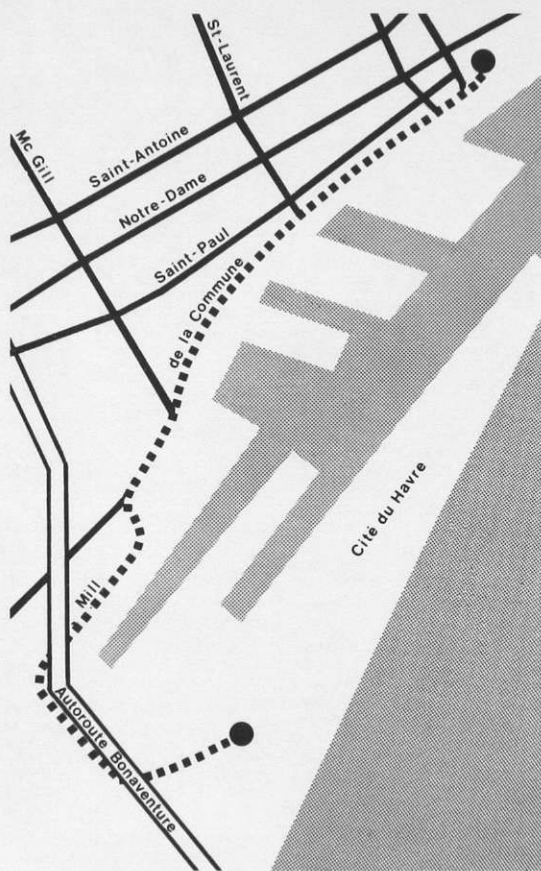 St-Laurent
Mc Gill
Saint-Antoine
Notre-Dame
Saint-Paul
de la Commune
Cité du Havre
Mill
Autoroute Bonaventure